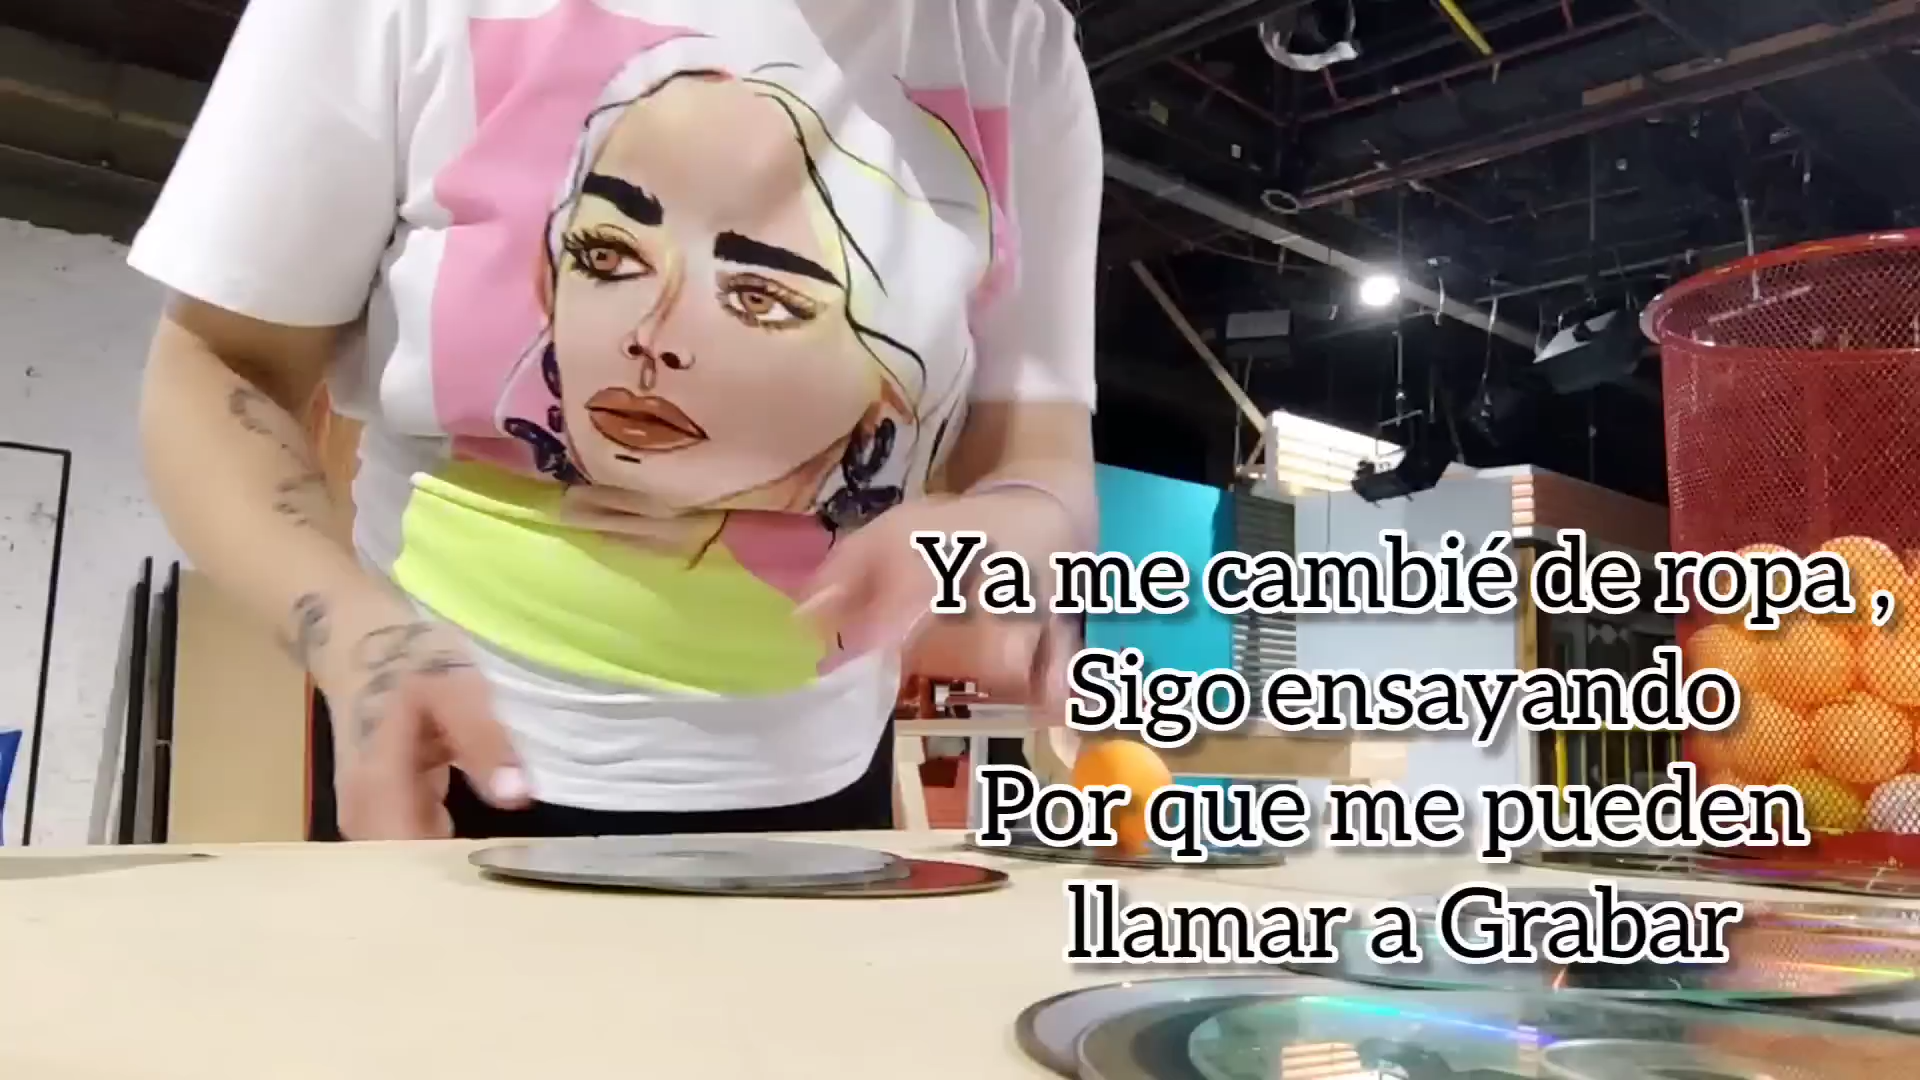 Ya me cambié de ropa ,
Sigo ensayando
Por que me pueden
llamar a Grabar